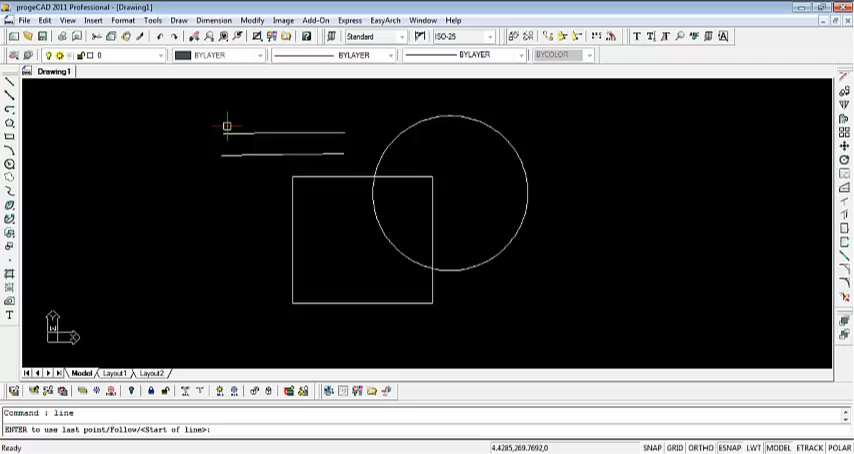 progeCAD 2011 Professional - [Drawing1]
File Edit View Insert Format Tools Draw Dimension Modify Image Add-On Express EasyArch Window Help
Standard ISO-25
0 BYLAYER BYLAYER BYLAYER BYCOLOR
Drawing1
Y
W
X
Model Layout1 Layout2
Command : line
ENTER to use last point/Follow/<Start of line>:
Ready 4.4285,269.7692,0 SNAP GRID ORTHO ESNAP LWT MODEL ETRACK POLAR